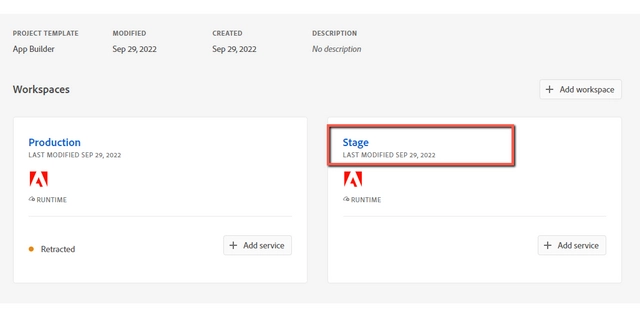 PROJECT TEMPLATE MODIFIED CREATED DESCRIPTION
App Builder Sep 29, 2022 Sep 29, 2022 No description
Workspaces
+ Add workspace
Production
LAST MODIFIED SEP 29, 2022
RUNTIME
Retracted
+ Add service
Stage
LAST MODIFIED SEP 29, 2022
RUNTIME
+ Add service